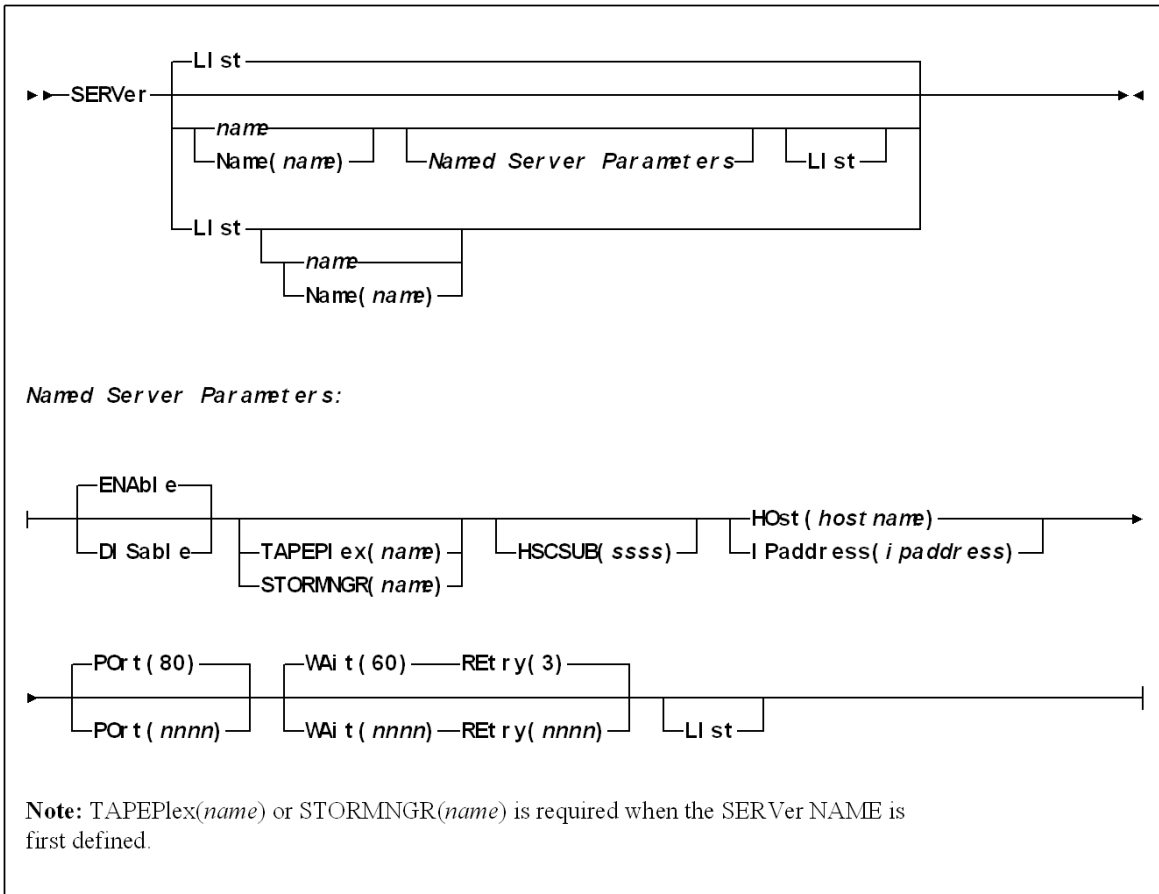 LIst
SERVer
name
Name(name)
Named Server Parameters
LIst
LIst
name
Name(name)
Named Server Parameters:
ENAble
DISable
TAPEPlex(name)
STORMNGR(name)
HSCSUB(ssss)
HOst(hostname)
IPaddress(ipaddress)
POrt(80)
POrt(nnnn)
WAit(60) REtry(3)
WAit(nnnn) REtry(nnnn)
LIst
Note: TAPEPlex(name) or STORMNGR(name) is required when the SERVer NAME is
first defined.